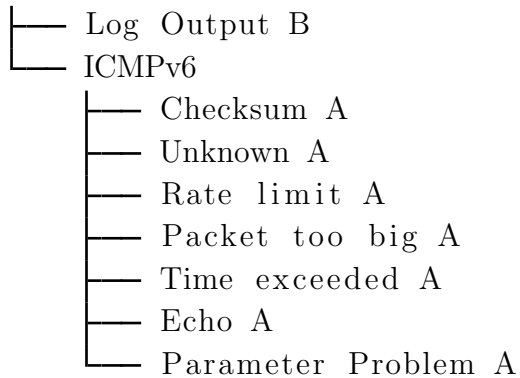 ├── Log Output B
└── ICMPv6
    ├── Checksum A
    ├── Unknown A
    ├── Rate limit A
    ├── Packet too big A
    ├── Time exceeded A
    ├── Echo A
    └── Parameter Problem A